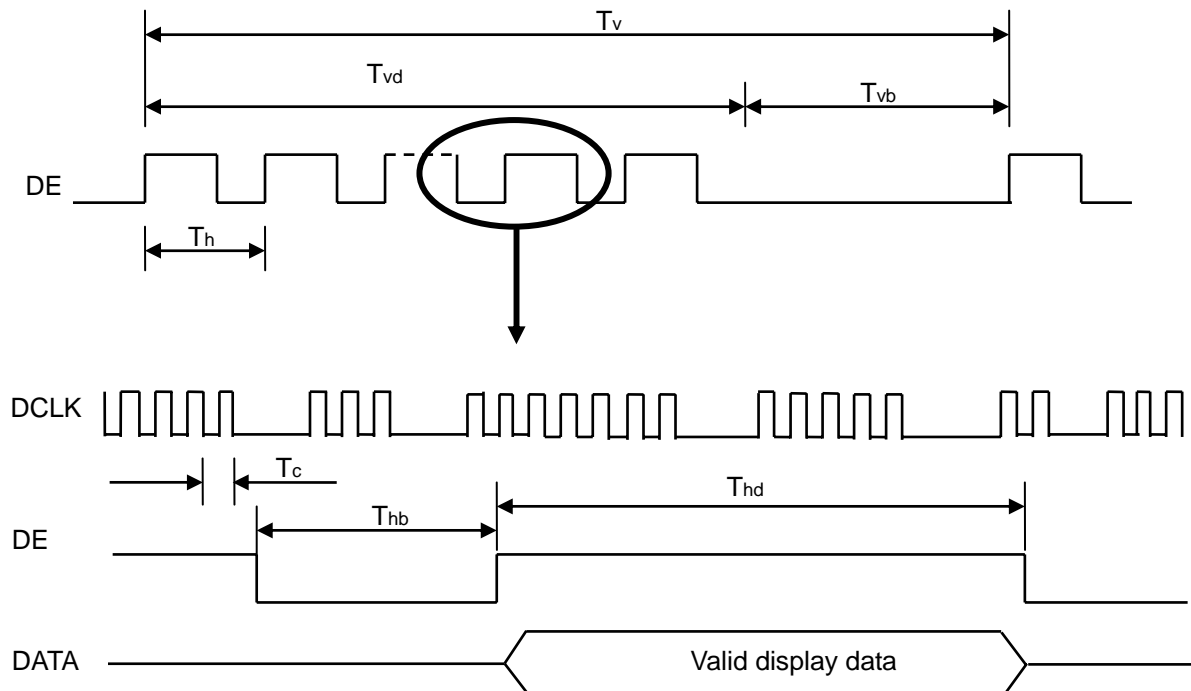 Tv
Tvd
Tvb
DE
Th
DCLK
Tc
Thd
Thb
DE
DATA
Valid display data